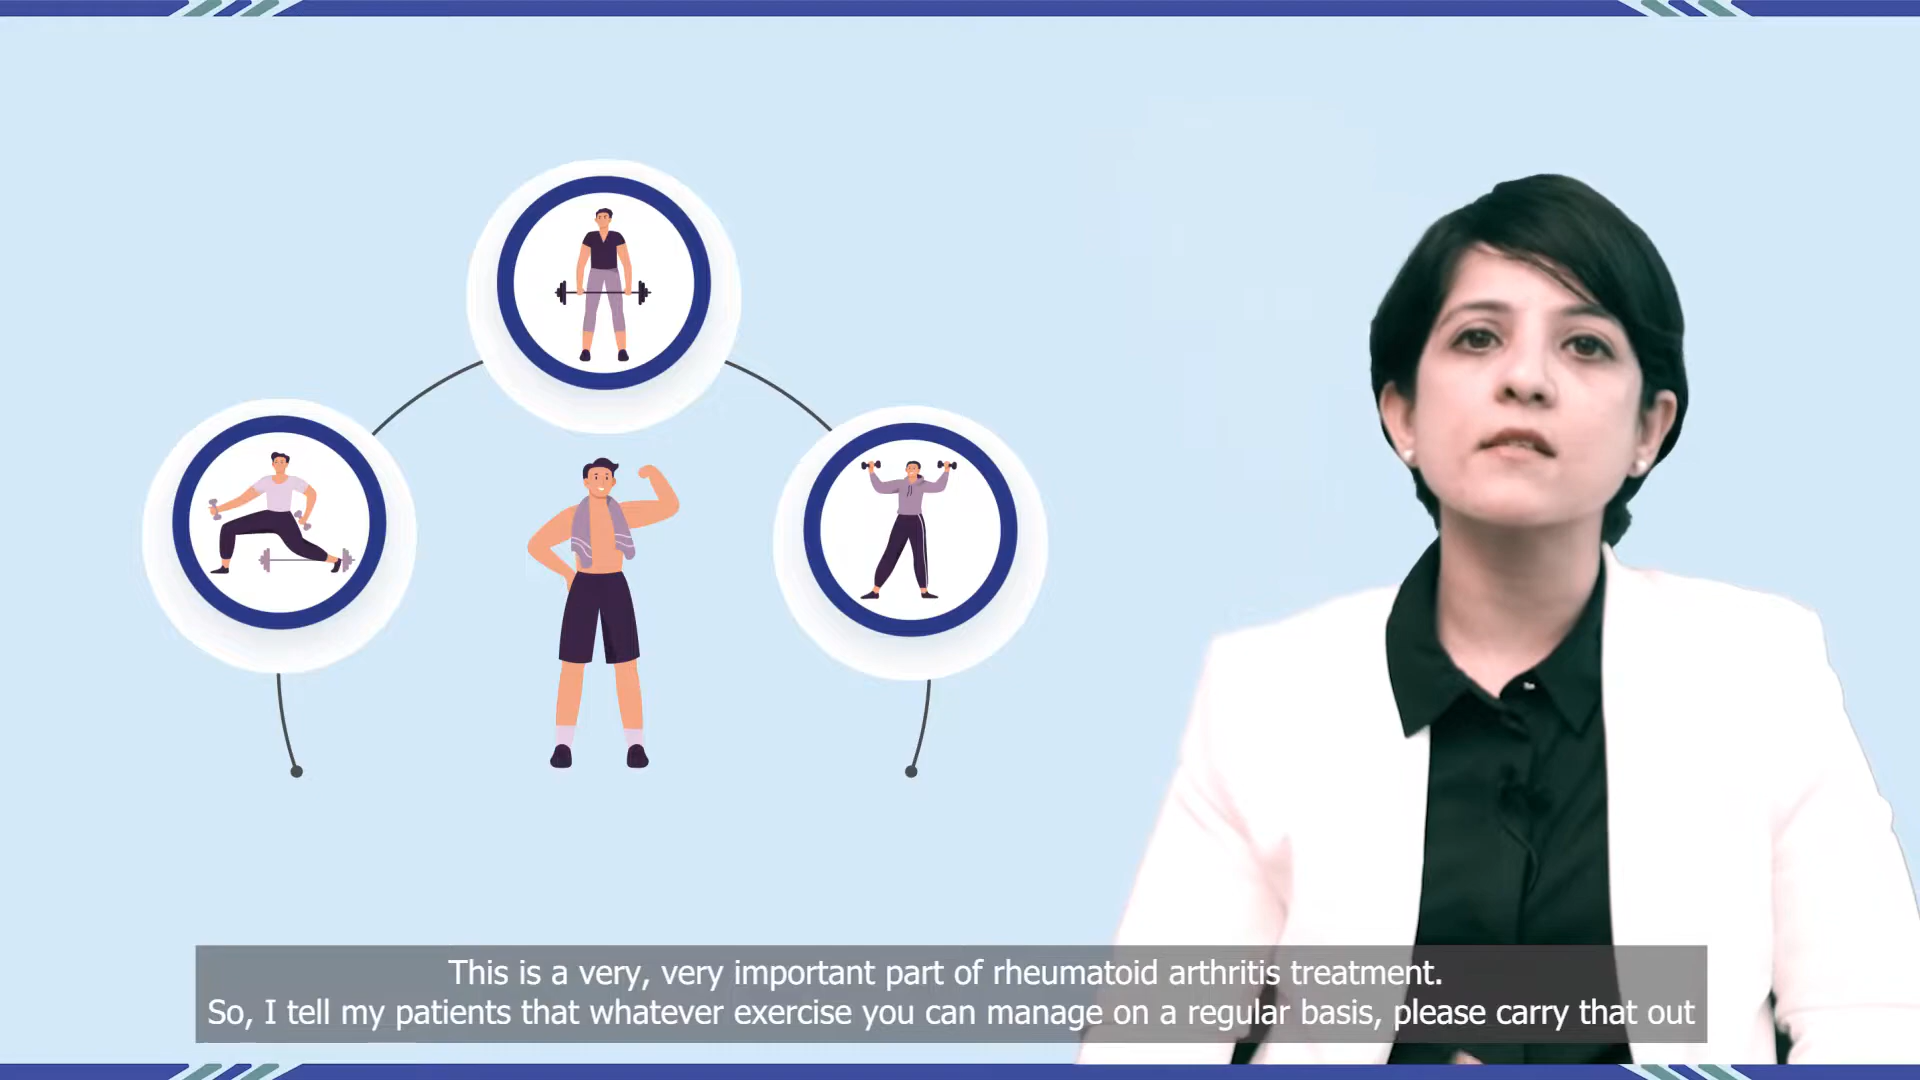 This is a very, very important part of rheumatoid arthritis treatment.
So, I tell my patients that whatever exercise you can manage on a regular basis, please carry that out